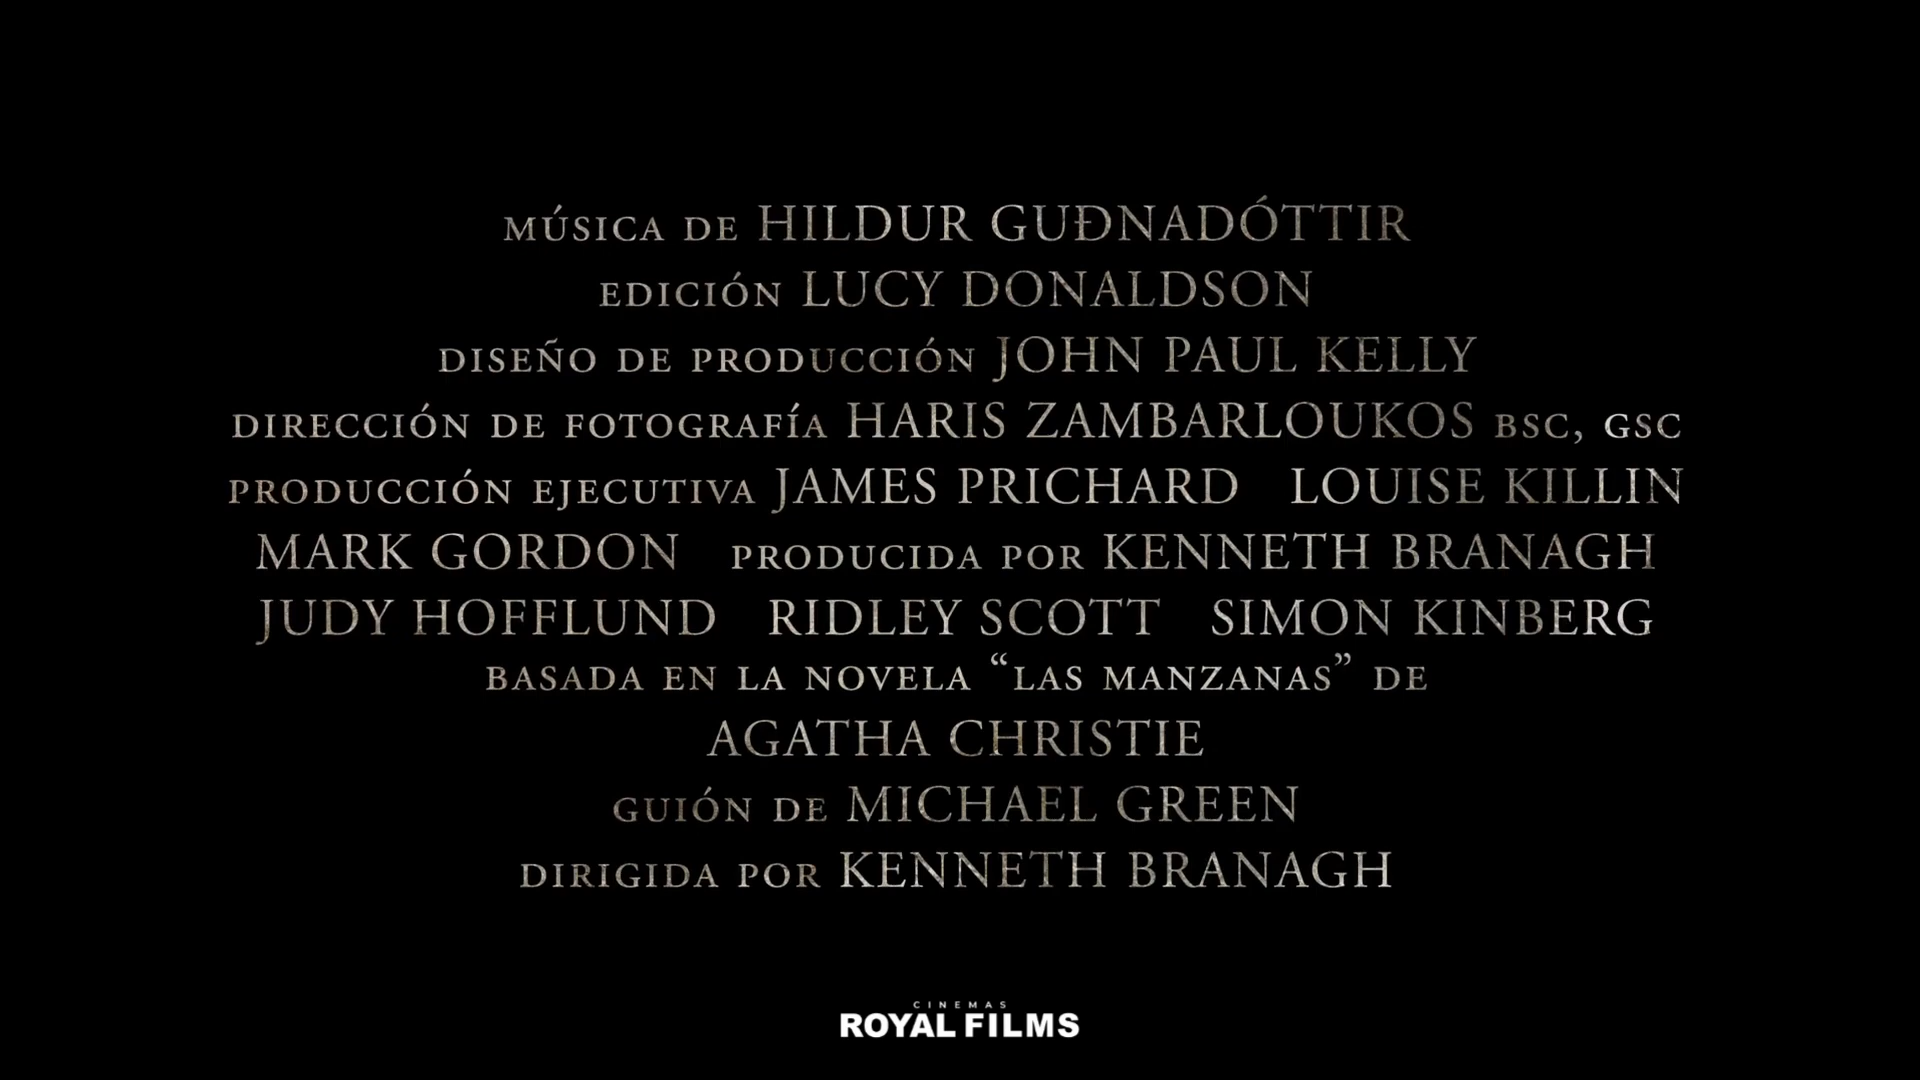 MÚSICA DE HILDUR GUÐNADÓTTIR
EDICIÓN LUCY DONALDSON
DISEÑO DE PRODUCCIÓN JOHN PAUL KELLY
DIRECCIÓN DE FOTOGRAFÍA HARIS ZAMBARLOUKOS BSC, GSC
PRODUCCIÓN EJECUTIVA JAMES PRICHARD LOUISE KILLIN
MARK GORDON PRODUCIDA POR KENNETH BRANAGH
JUDY HOFFLUND RIDLEY SCOTT SIMON KINBERG
BASADA EN LA NOVELA “LAS MANZANAS” DE
AGATHA CHRISTIE
GUIÓN DE MICHAEL GREEN
DIRIGIDA POR KENNETH BRANAGH
CINEMAS
ROYAL FILMS